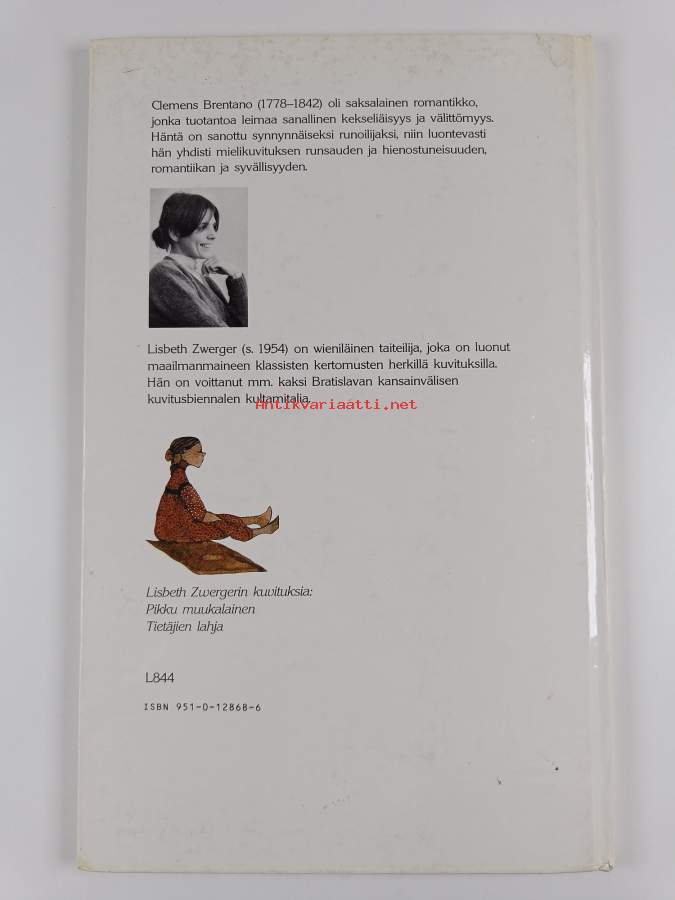 Clemens Brentano (1778–1842) oli saksalainen romantikko,
jonka tuotantoa leimaa sanallinen kekseliäisyys ja välittömyys.
Häntä on sanottu synnynnäiseksi runoilijaksi, niin luontevasti
hän yhdisti mielikuvituksen runsauden ja hienostuneisuuden,
romantiikan ja syvällisyyden.
Lisbeth Zwerger (s. 1954) on wieniläinen taiteilija, joka on luonut
maailmanmaineen klassisten kertomusten herkillä kuvituksilla.
Hän on voittanut mm. kaksi Bratislavan kansainvälisen
kuvitusbiennalen kultamitalia.
Antikvariaatti.net
Lisbeth Zwergerin kuvituksia:
Pikku muukalainen
Tietäjien lahja
L844
ISBN 951-0-12868-6